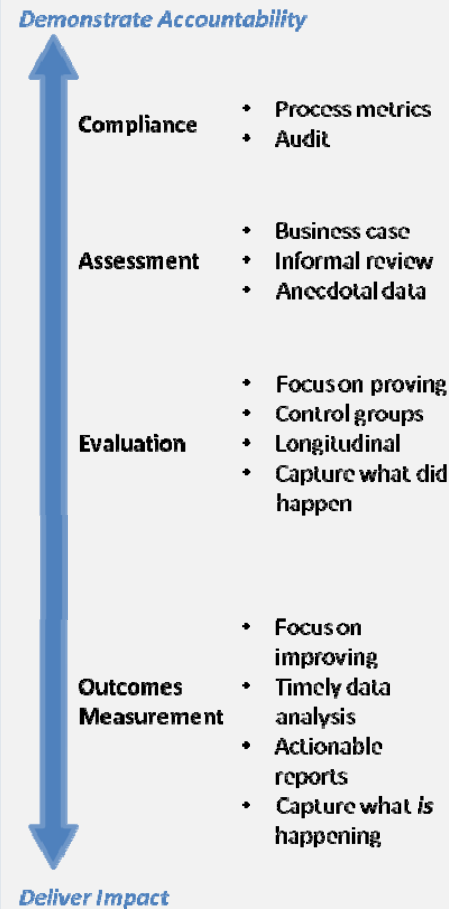 Demonstrate Accountability
Compliance
• Process metrics
• Audit
Assessment
• Business case
• Informal review
• Anecdotal data
Evaluation
• Focus on proving
• Control groups
• Longitudinal
• Capture what did
happen
Outcomes
Measurement
• Focus on
improving
• Timely data
analysis
• Actionable
reports
• Capture what is
happening
Deliver Impact